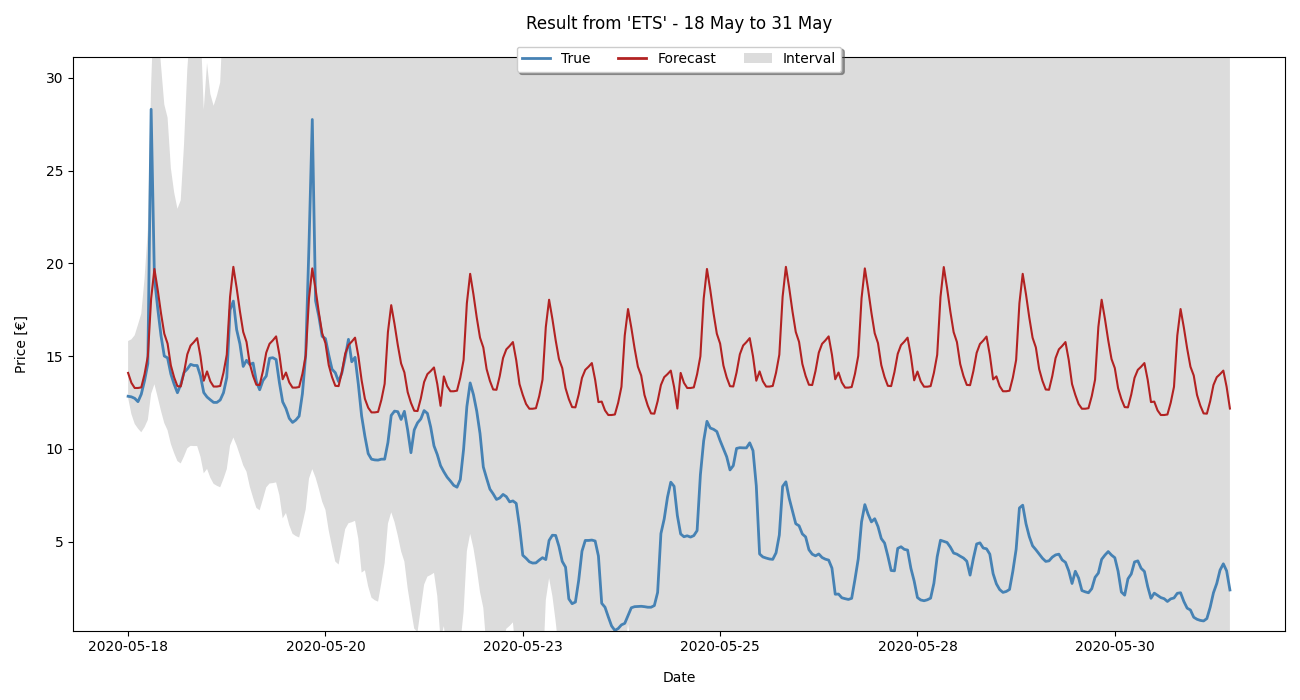 Result from 'ETS' - 18 May to 31 May
True Forecast Interval
Price [€]
30
25
20
15
10
5
2020-05-18 2020-05-20 2020-05-23 2020-05-25 2020-05-28 2020-05-30
Date